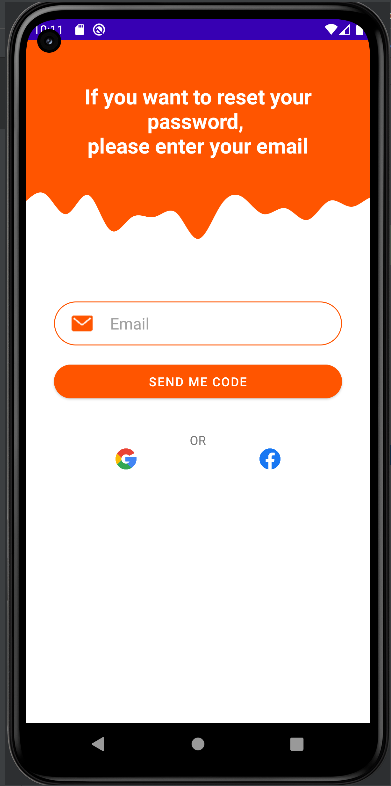 10:11
If you want to reset your
password,
please enter your email
Email
SEND ME CODE
OR